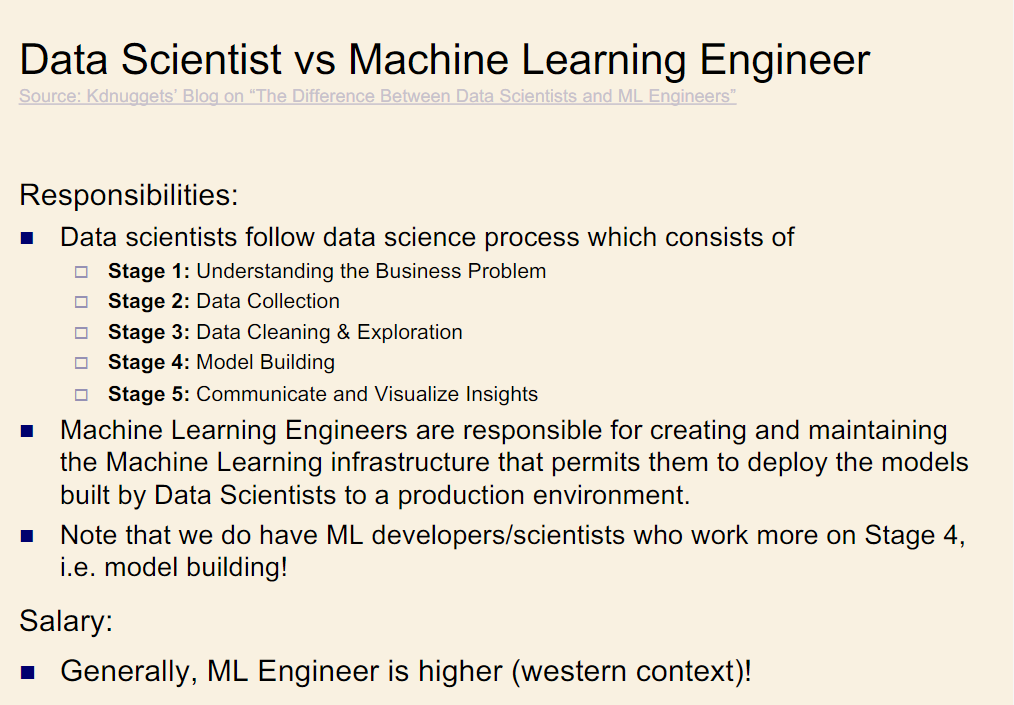 Data Scientist vs Machine Learning Engineer
Source: Kdnuggets’ Blog on “The Difference Between Data Scientists and ML Engineers”
Responsibilities:
Data scientists follow data science process which consists of
Stage 1: Understanding the Business Problem
Stage 2: Data Collection
Stage 3: Data Cleaning & Exploration
Stage 4: Model Building
Stage 5: Communicate and Visualize Insights
Machine Learning Engineers are responsible for creating and maintaining
the Machine Learning infrastructure that permits them to deploy the models
built by Data Scientists to a production environment.
Note that we do have ML developers/scientists who work more on Stage 4,
i.e. model building!
Salary:
Generally, ML Engineer is higher (western context)!